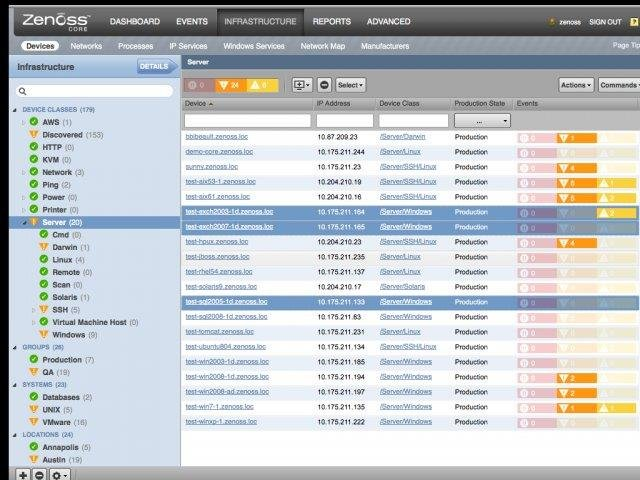 Zenoss CORE DASHBOARD EVENTS INFRASTRUCTURE REPORTS ADVANCED zenoss SIGN OUT ?
Devices Networks Processes IP Services Windows Services Network Map Manufacturers Page Tip
Infrastructure DETAILS
DEVICE CLASSES (179)
AWS (1)
Discovered (153)
HTTP (0)
KVM (0)
Network (3)
Ping (2)
Power (0)
Printer (0)
Server (20)
Cmd (0)
Darwin (1)
Linux (4)
Remote (0)
Scan (0)
Solaris (1)
SSH (5)
Virtual Machine Host (0)
Windows (9)
GROUPS (26)
Production (7)
QA (19)
SYSTEMS (23)
Databases (2)
UNIX (5)
VMware (16)
LOCATIONS (24)
Annapolis (5)
Austin (19)
Server
0 24 6 Select Actions Commands
Device IP Address Device Class Production State Events
...
bbibeault.zenoss.loc 10.87.209.23 /Server/Darwin Production 0
demo-core.zenoss.loc 10.175.211.244 /Server/Linux Production 0 0 0
sunny.zenoss.loc 10.175.211.23 /Server/SSH/Linux Production 0 4
test-aix53-1.zenoss.loc 10.204.210.19 /Server/SSH/Linux Production 0 6 1
test-aix61.zenoss.loc 10.204.210.16 /Server/SSH/Linux Production 0 5 2
test-exch2003-1d.zenoss.loc 10.175.211.164 /Server/Windows Production 0 0 2
test-exch2007-1d.zenoss.loc 10.175.211.165 /Server/Windows Production 0 0 0
test-hpux.zenoss.loc 10.204.210.23 /Server/SSH/Linux Production 0 4
test-jboss.zenoss.loc 10.175.211.235 /Server/Linux Production 0 0 0
test-rhel54.zenoss.loc 10.175.211.137 /Server/Linux Production 0 0 0
test-solaris9.zenoss.loc 10.204.210.24 /Server/Solaris Production 0 0 0
test-sql2005-1d.zenoss.loc 10.175.211.133 /Server/Windows Production 0 0 0
test-sql2008-1d.zenoss.loc 10.175.211.63 /Server/Windows Production 0 0 0
test-tomcat.zenoss.loc 10.175.211.231 /Server/Linux Production 0 0 0
test-ubuntu804.zenoss.loc 10.175.211.134 /Server/SSH/Linux Production 0 0 0
test-win2003-1d.zenoss.loc 10.175.211.185 /Server/Windows Production 0 0 0
test-win2008-1d.zenoss.loc 10.175.211.194 /Server/Windows Production 0 2
test-win2008-ad.zenoss.loc 10.175.211.197 /Server/Windows Production 0 2
test-win7-1.zenoss.loc 10.175.211.135 /Server/Windows Production 0 1 1
test-winxp-1.zenoss.loc 10.175.211.222 /Server/Windows Production 0 0 0